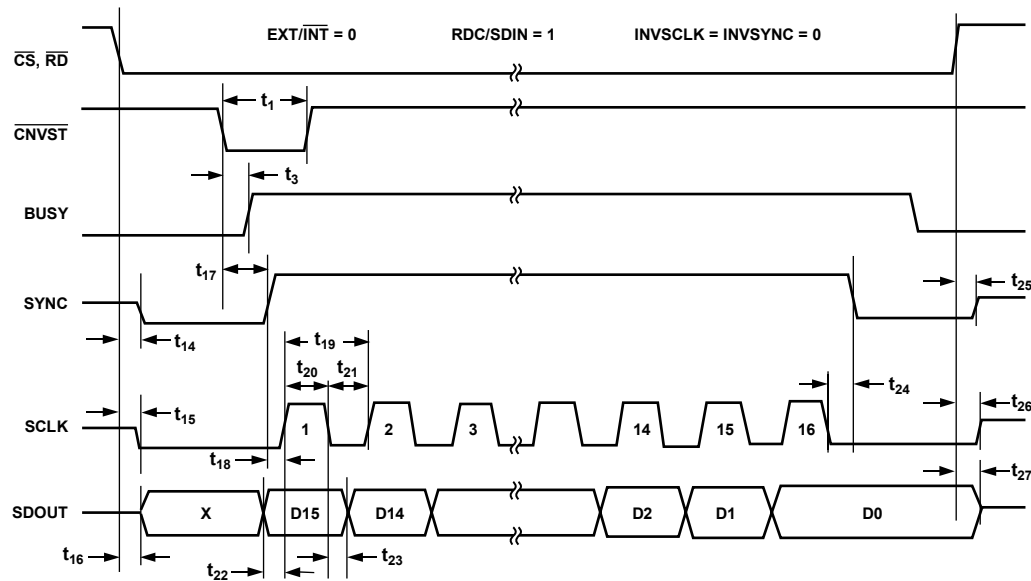 EXT/INT = 0 RDC/SDIN = 1 INVSCLK = INVSYNC = 0
CS, RD
t1
CNVST
t3
BUSY
t17
SYNC
t25
t14
t19
t20 t21
t24
t15
t26
SCLK
1 2 3 14 15 16
t18
t27
SDOUT
X D15 D14 D2 D1 D0
t16
t22
t23